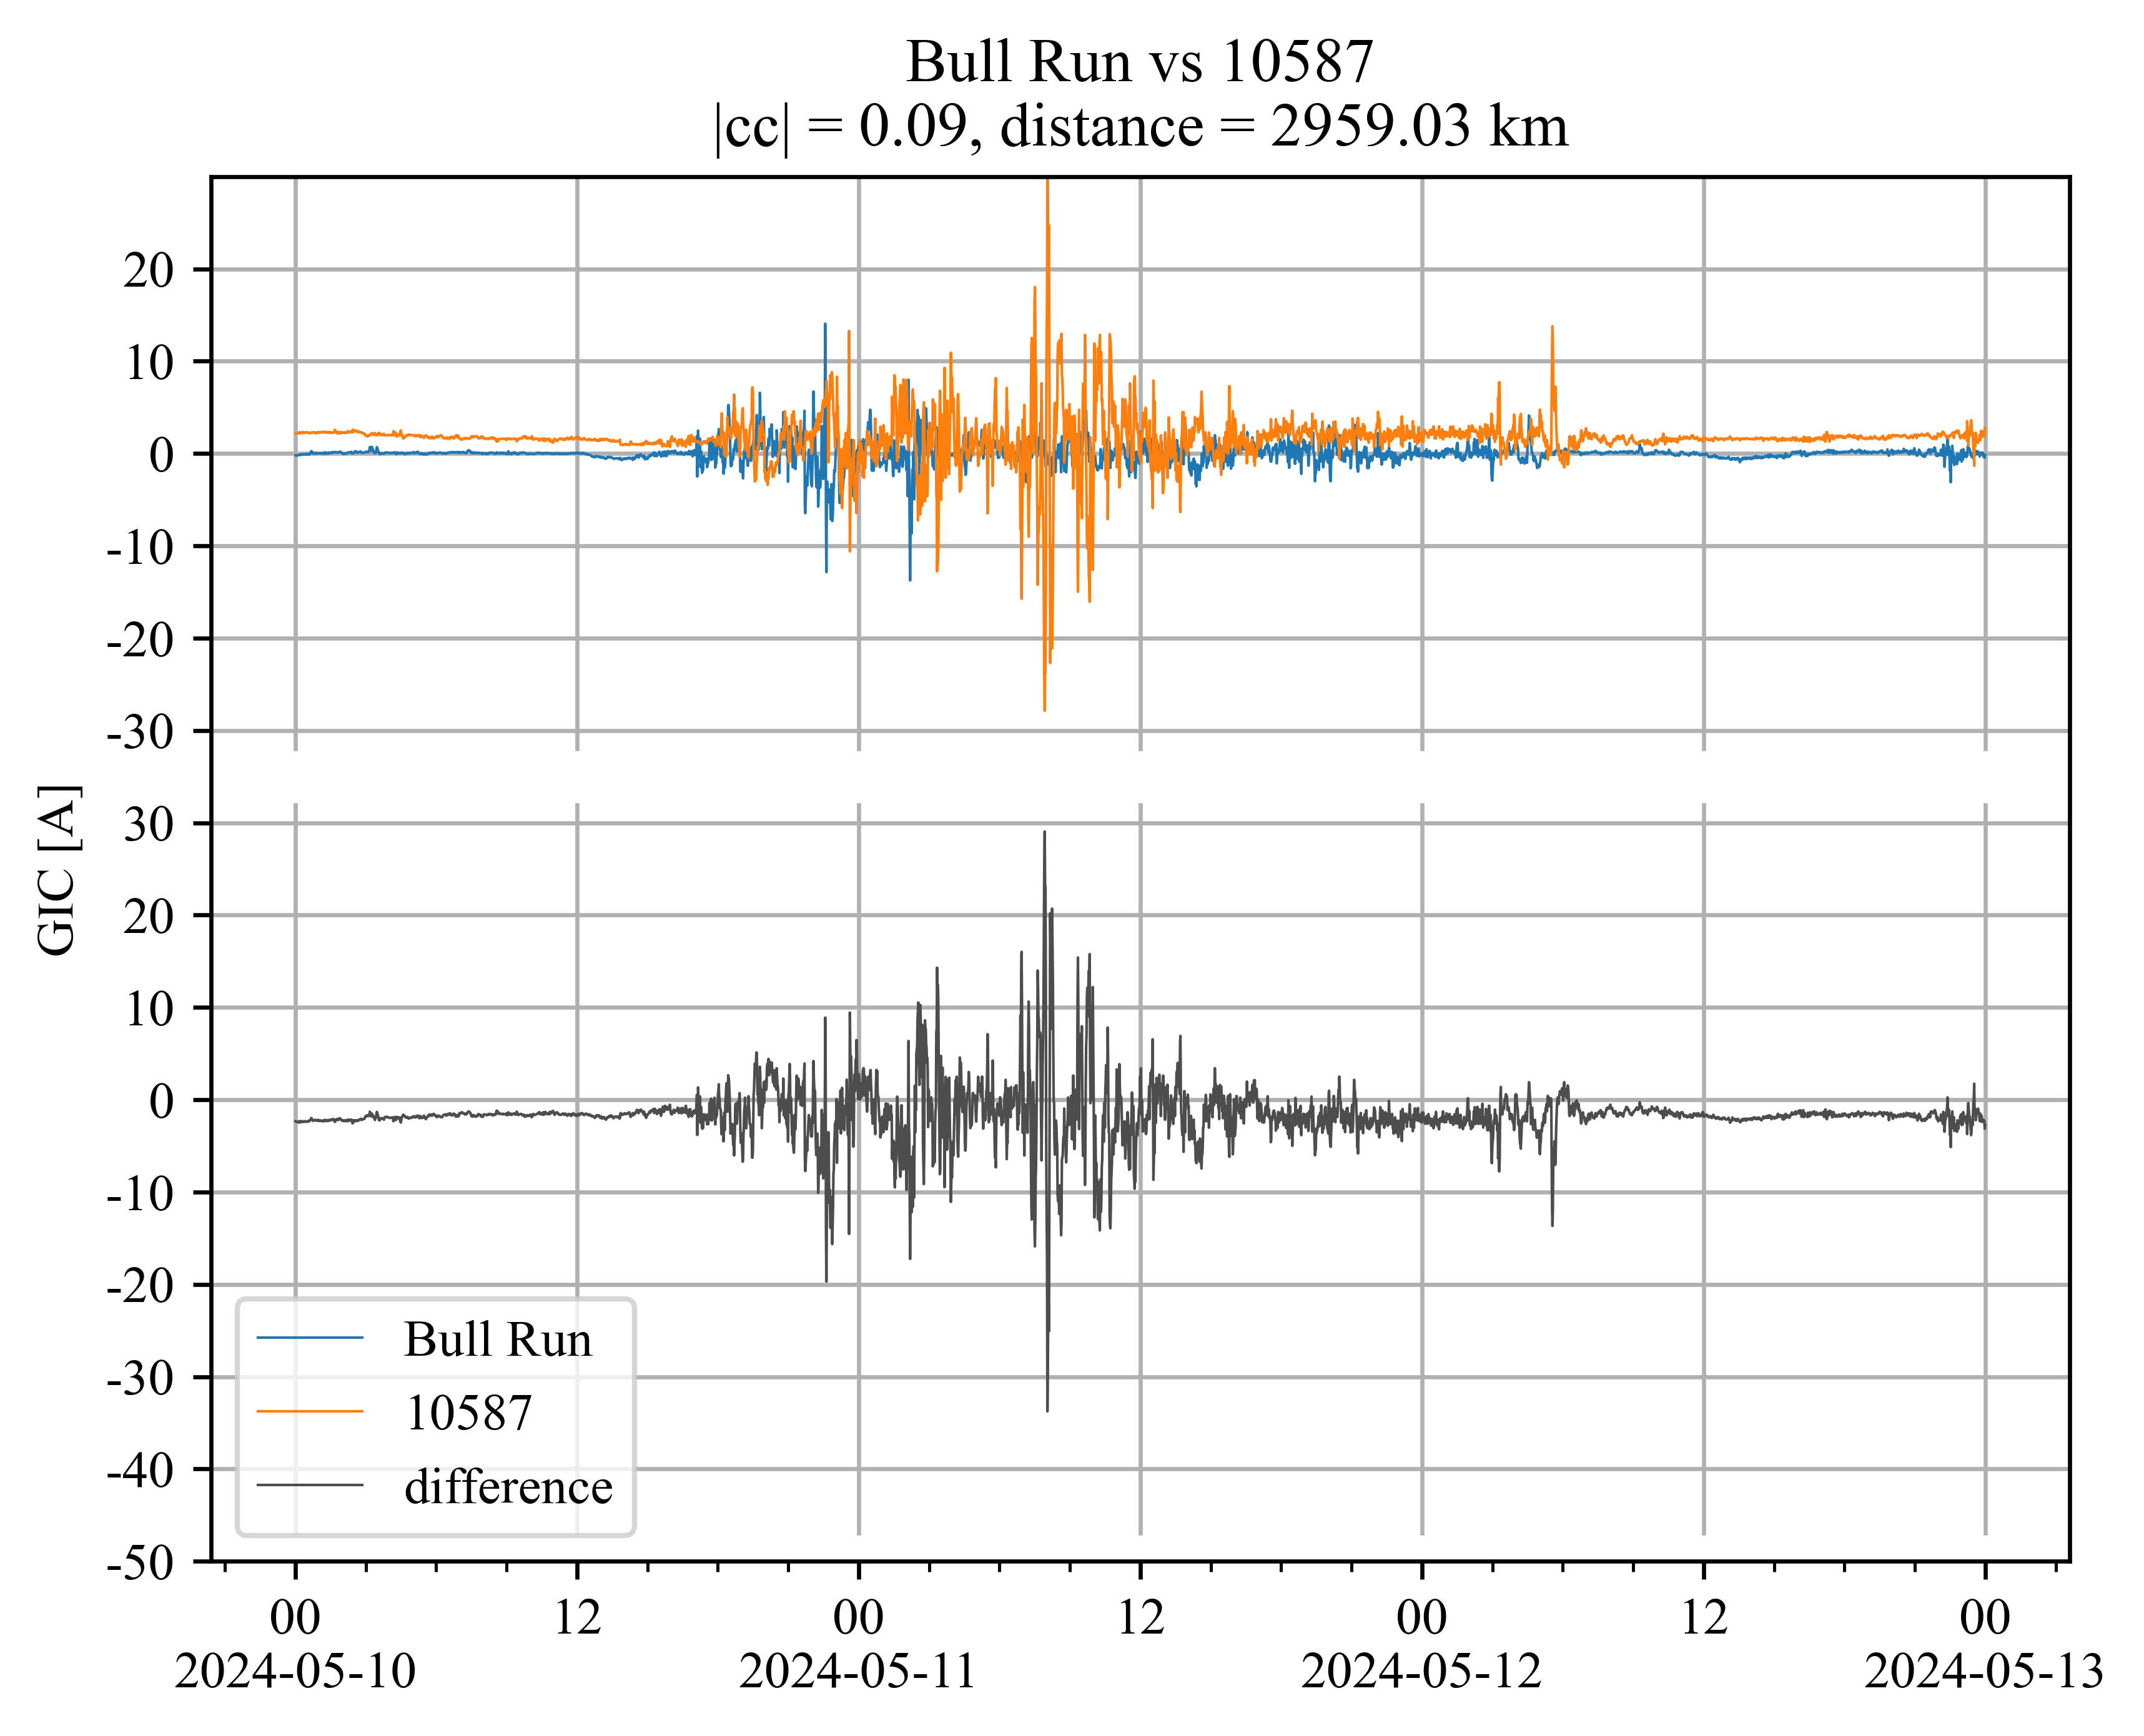 Bull Run vs 10587
|cc| = 0.09, distance = 2959.03 km
20
10
0
-10
-20
-30
30
20
10
0
-10
-20
-30
-40
-50
GIC [A]
Bull Run
10587
difference
00 12 00 12 00 12 00
2024-05-10 2024-05-11 2024-05-12 2024-05-13